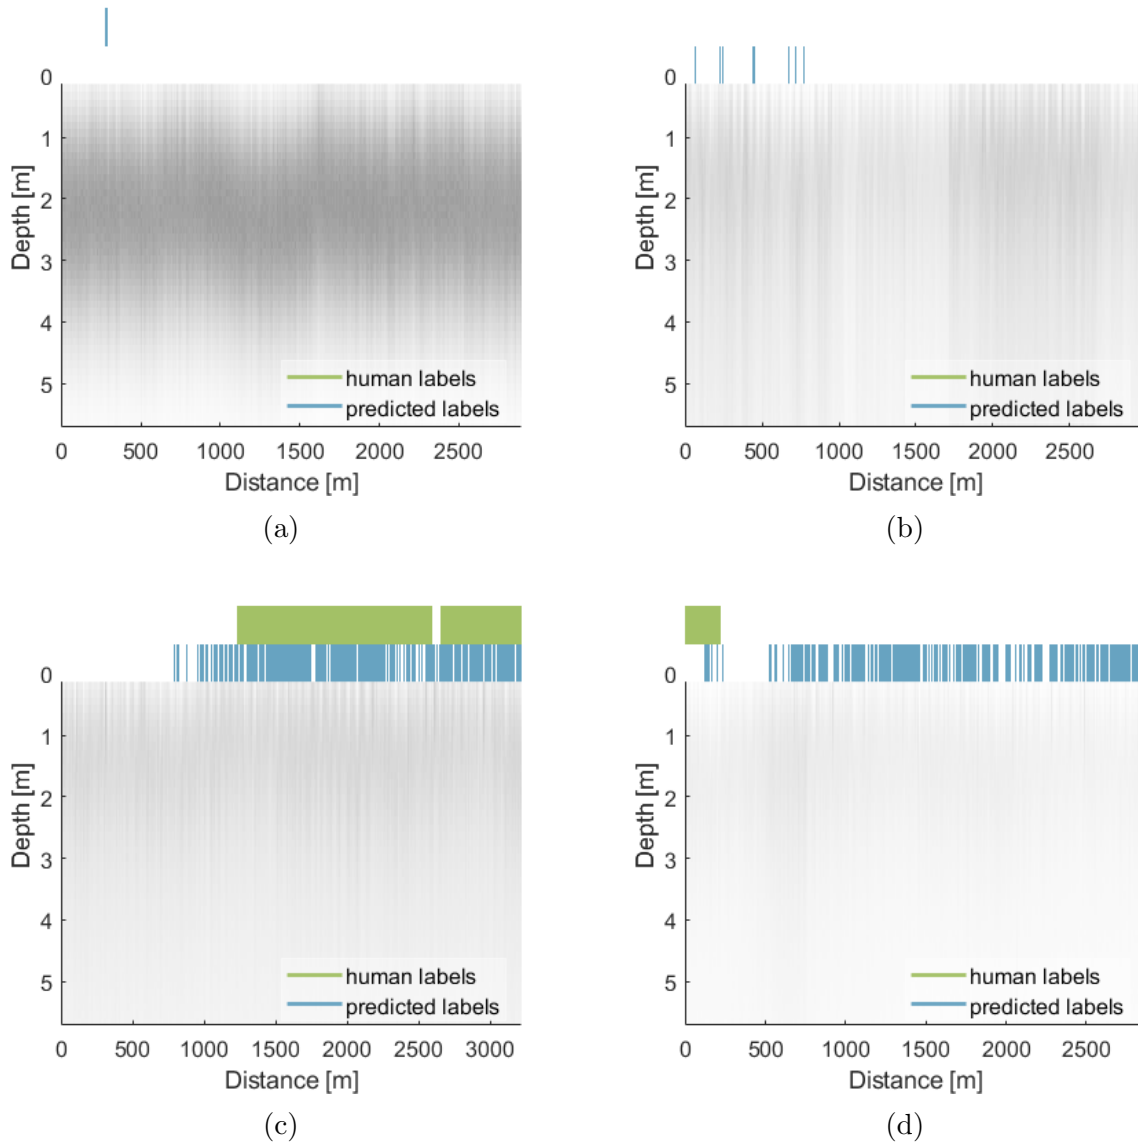 0
1
2
3
4
5
Depth [m]
human labels
predicted labels
0 500 1000 1500 2000 2500
Distance [m]
(a)
0
1
2
3
4
5
Depth [m]
human labels
predicted labels
0 500 1000 1500 2000 2500
Distance [m]
(b)
0
1
2
3
4
5
Depth [m]
human labels
predicted labels
0 500 1000 1500 2000 2500 3000
Distance [m]
(c)
0
1
2
3
4
5
Depth [m]
human labels
predicted labels
0 500 1000 1500 2000 2500
Distance [m]
(d)